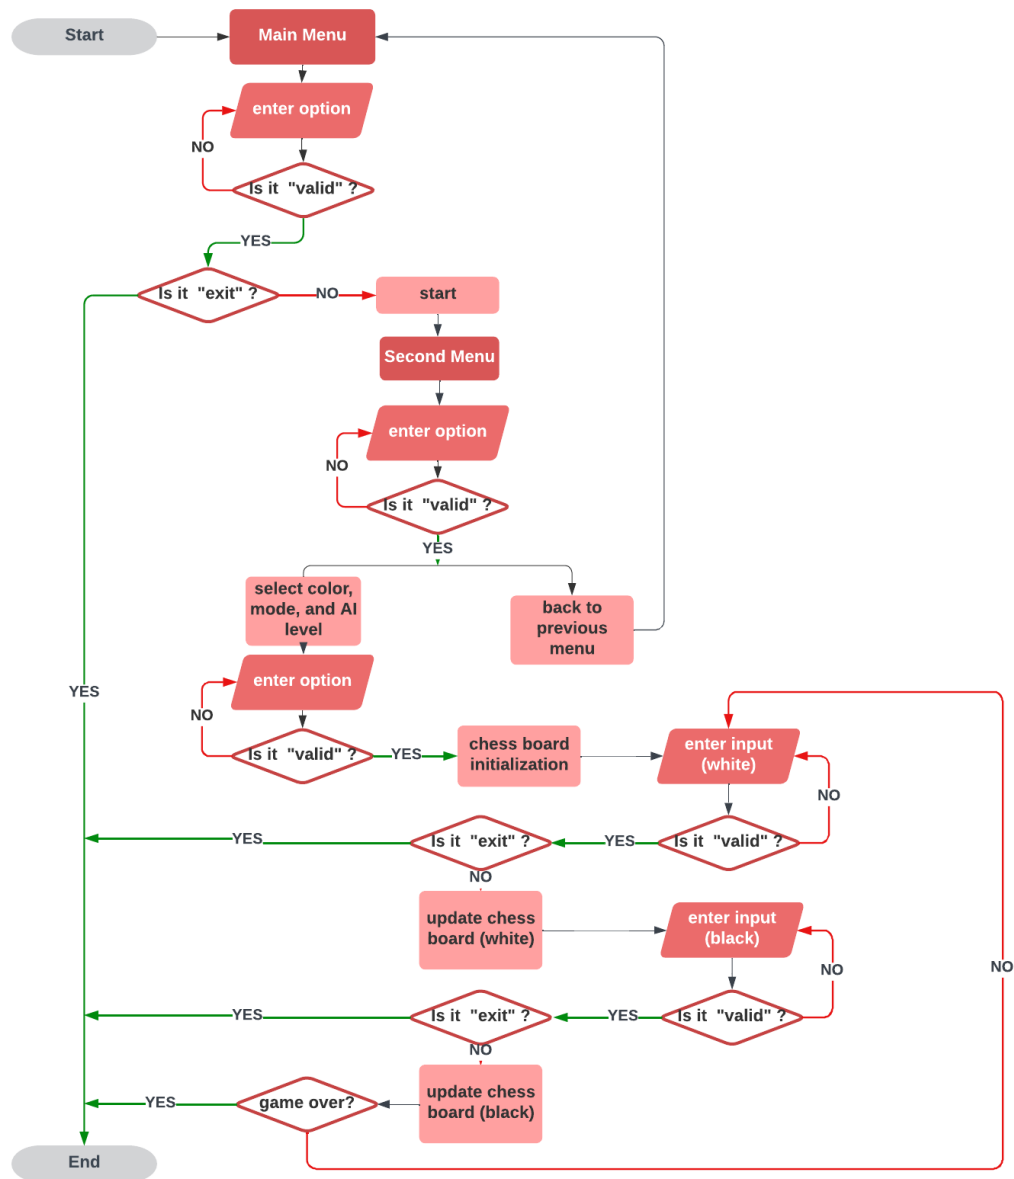 Start
Main Menu
enter option
NO
Is it "valid" ?
YES
Is it "exit" ?
NO
start
Second Menu
enter option
NO
Is it "valid" ?
YES
select color,
mode, and AI
level
back to
previous
menu
enter option
YES
NO
Is it "valid" ?
YES
chess board
initialization
enter input
(white)
NO
Is it "valid" ?
YES
Is it "exit" ?
YES
NO
update chess
board (white)
enter input
(black)
NO
NO
Is it "valid" ?
YES
Is it "exit" ?
YES
NO
update chess
board (black)
game over?
YES
End